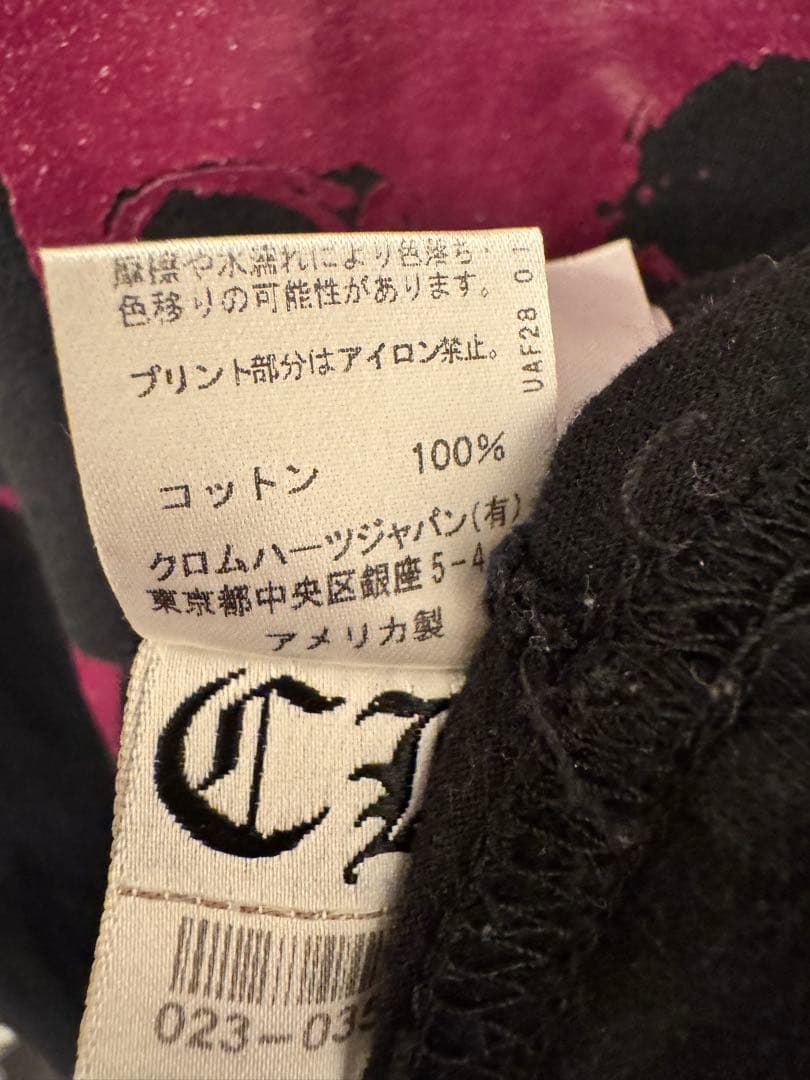 摩擦や水濡れにより色落ち・
色移りの可能性があります。
プリント部分はアイロン禁止。
UAF28 01
コットン 100%
クロムハーツジャパン(有)
東京都中央区銀座5-4
アメリカ製
C
023-03